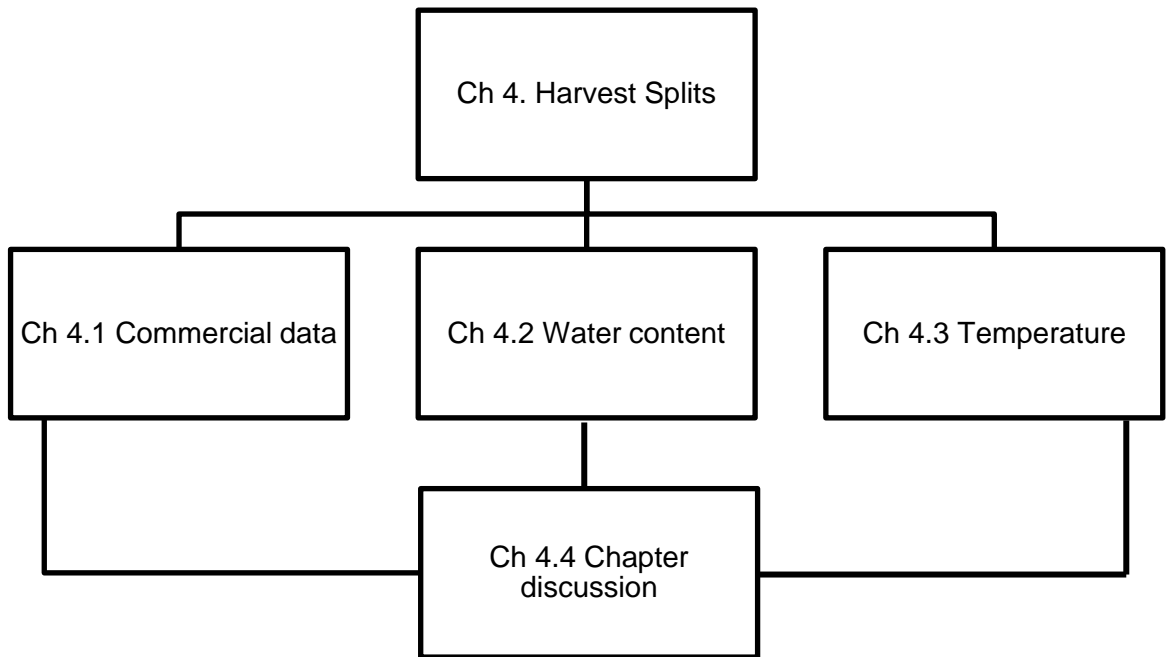 Ch 4. Harvest Splits
Ch 4.1 Commercial data
Ch 4.2 Water content
Ch 4.3 Temperature
Ch 4.4 Chapter
discussion